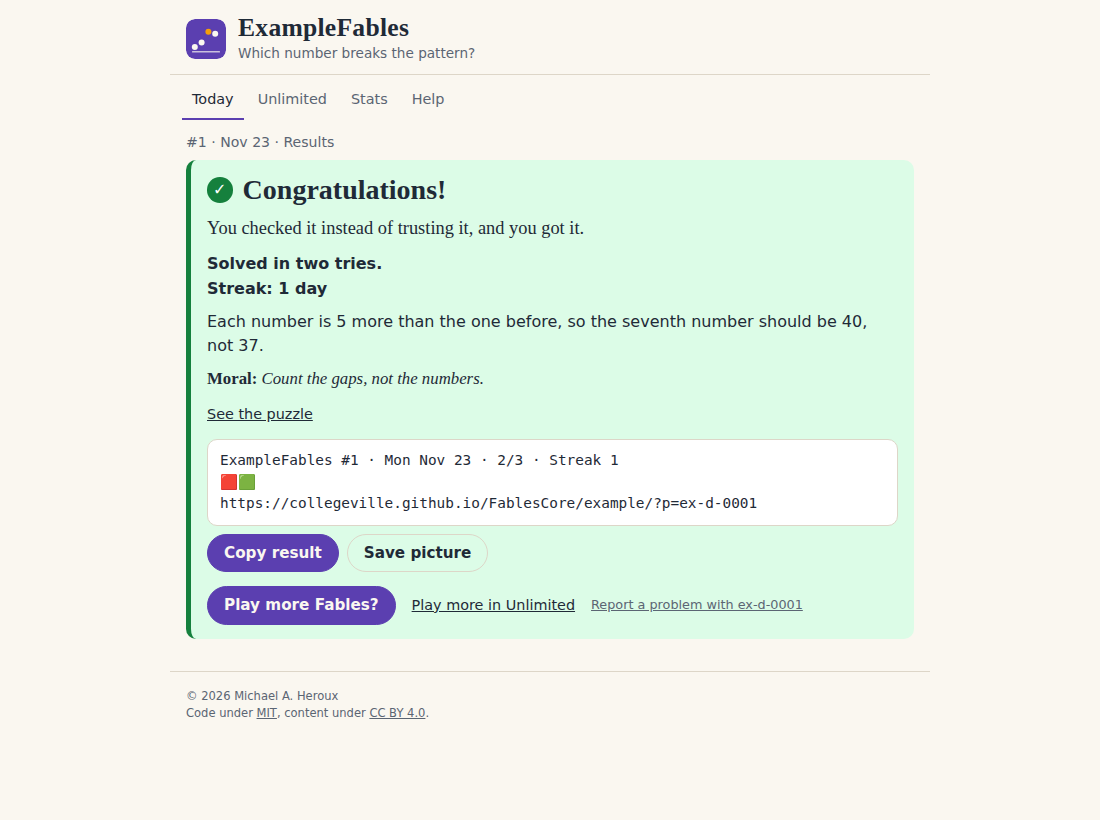 ExampleFables
Which number breaks the pattern?
Today Unlimited Stats Help
#1 · Nov 23 · Results
✓ Congratulations!
You checked it instead of trusting it, and you got it.
Solved in two tries.
Streak: 1 day
Each number is 5 more than the one before, so the seventh number should be 40,
not 37.
Moral: Count the gaps, not the numbers.
See the puzzle
ExampleFables #1 · Mon Nov 23 · 2/3 · Streak 1
🟥🟩
https://collegeville.github.io/FablesCore/example/?p=ex-d-0001
Copy result Save picture
Play more Fables? Play more in Unlimited Report a problem with ex-d-0001
© 2026 Michael A. Heroux
Code under MIT, content under CC BY 4.0.